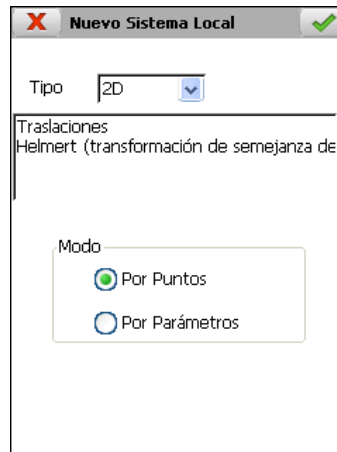 Nuevo Sistema Local
Tipo 2D
Traslaciones
Helmert (transformación de semejanza de
Modo
Por Puntos
Por Parámetros